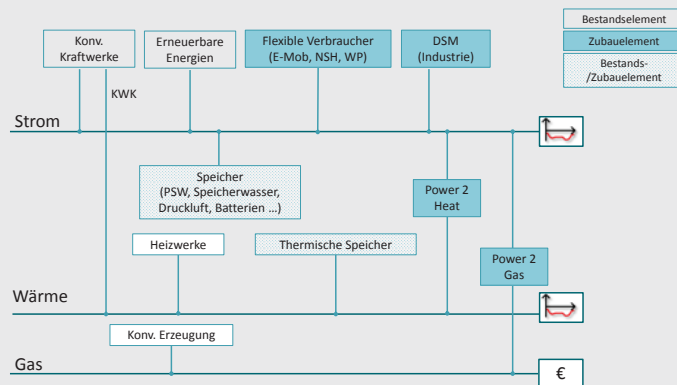 Bestandselement
Zubauelement
Bestands-
/Zubauelement
Konv.
Kraftwerke
Erneuerbare
Energien
Flexible Verbraucher
(E-Mob, NSH, WP)
DSM
(Industrie)
KWK
Strom
Speicher
(PSW, Speicherwasser,
Druckluft, Batterien ...)
Power 2
Heat
Heizwerke
Thermische Speicher
Power 2
Gas
Wärme
Konv. Erzeugung
Gas
€